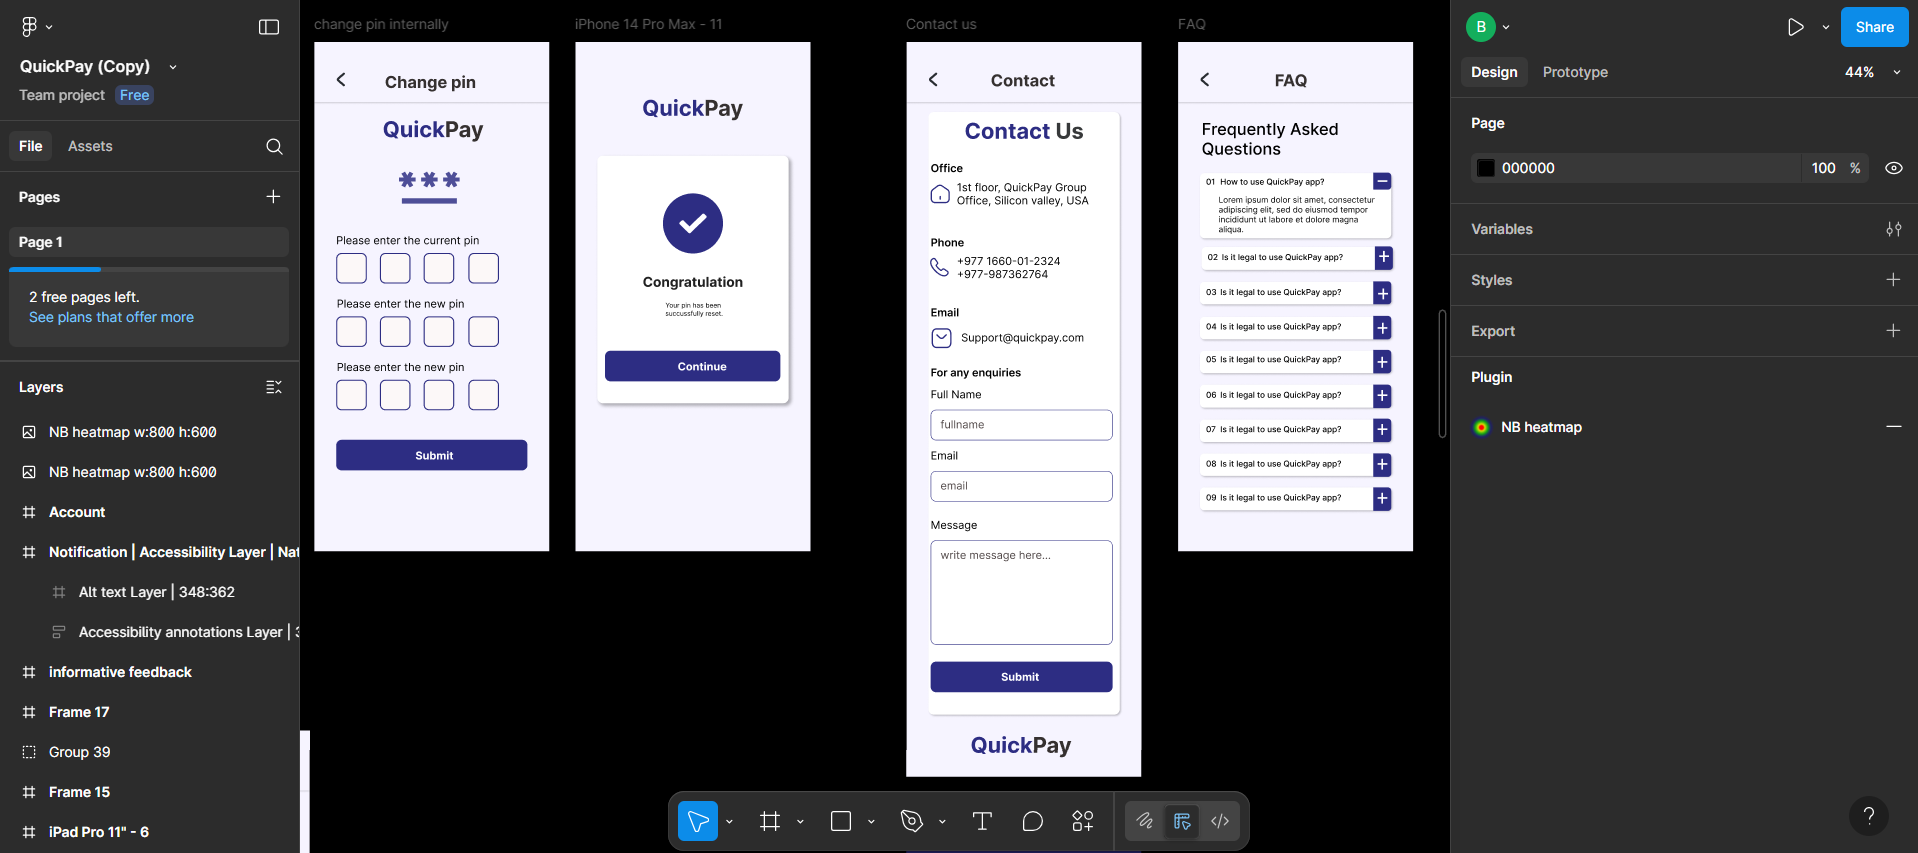 QuickPay (Copy)
Team project Free
File Assets
Pages
Page 1
2 free pages left.
See plans that offer more
Layers
NB heatmap w:800 h:600
NB heatmap w:800 h:600
Account
Notification | Accessibility Layer | Nat
Alt text Layer | 348:362
Accessibility annotations Layer | 3
informative feedback
Frame 17
Group 39
Frame 15
iPad Pro 11" - 6
change pin internally
Change pin
QuickPay
***
Please enter the current pin
Please enter the new pin
Please enter the new pin
Submit
iPhone 14 Pro Max - 11
QuickPay
Congratulation
Your pin has been
succussfully reset.
Continue
Contact us
Contact
Contact Us
Office
1st floor, QuickPay Group
Office, Silicon valley, USA
Phone
+977 1660-01-2324
+977-987362764
Email
Support@quickpay.com
For any enquiries
Full Name
fullname
Email
email
Message
write message here...
Submit
QuickPay
FAQ
FAQ
Frequently Asked
Questions
01 How to use QuickPay app?
Lorem ipsum dolor sit amet, consectetur
adipiscing elit, sed do eiusmod tempor
incididunt ut labore et dolore magna
aliqua.
02 Is it legal to use QuickPay app?
03 Is it legal to use QuickPay app?
04 Is it legal to use QuickPay app?
05 Is it legal to use QuickPay app?
06 Is it legal to use QuickPay app?
07 Is it legal to use QuickPay app?
08 Is it legal to use QuickPay app?
09 Is it legal to use QuickPay app?
B
Share
Design Prototype 44%
Page
000000 100 %
Variables
Styles
Export
Plugin
NB heatmap
?